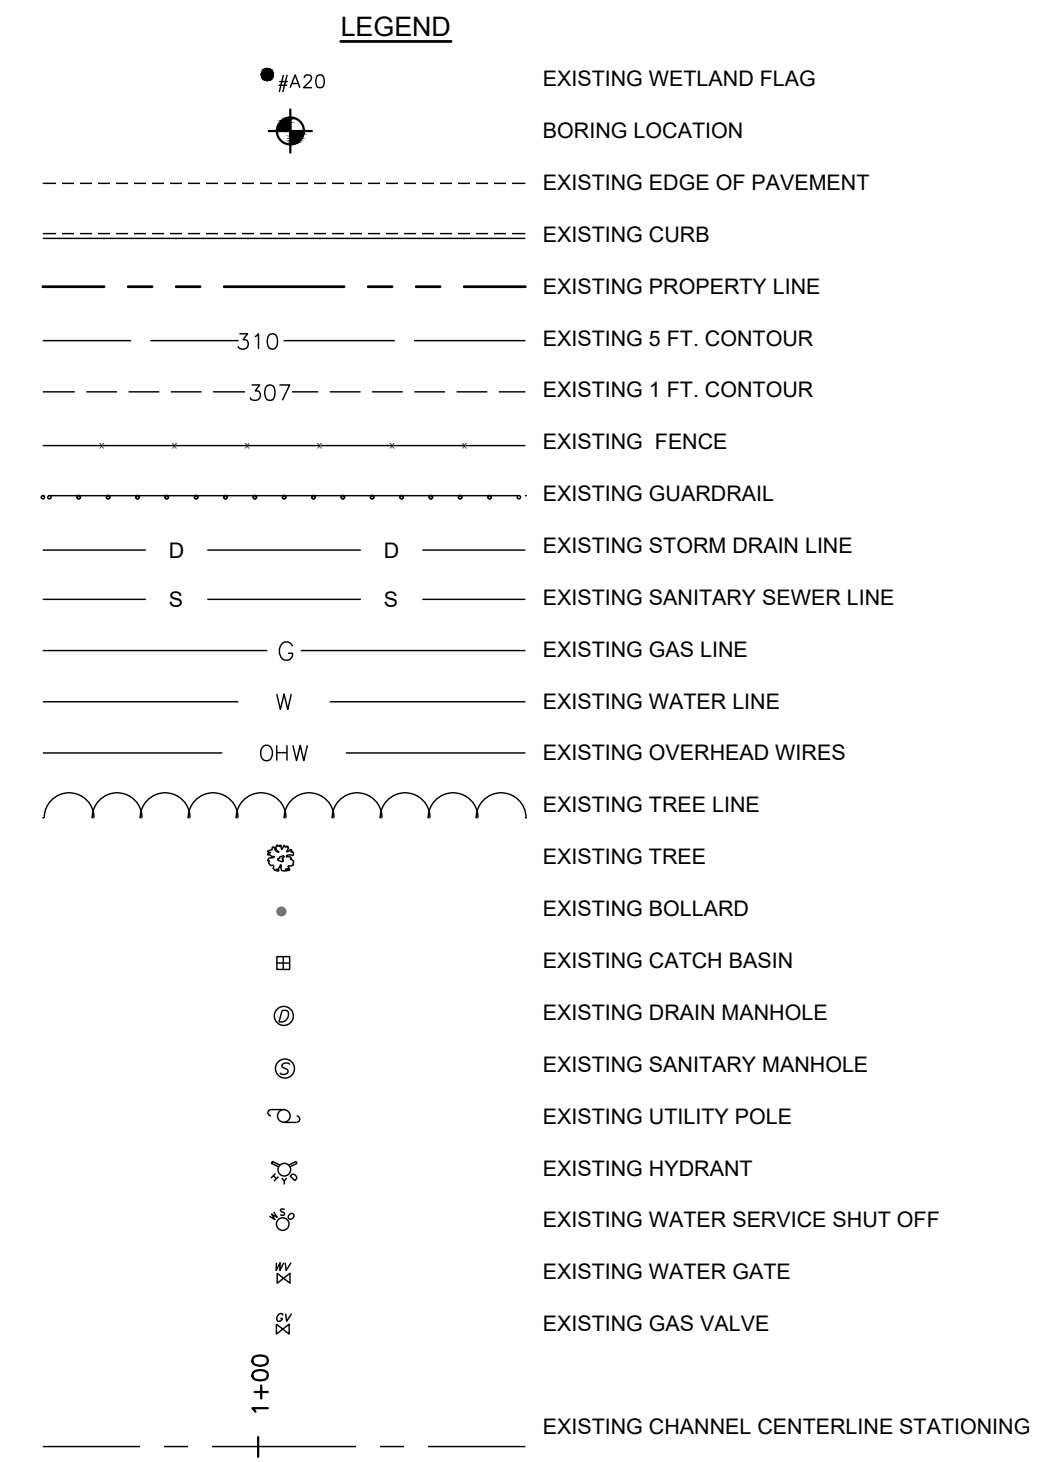 LEGEND
#A20 EXISTING WETLAND FLAG
BORING LOCATION
EXISTING EDGE OF PAVEMENT
EXISTING CURB
EXISTING PROPERTY LINE
310 EXISTING 5 FT. CONTOUR
307 EXISTING 1 FT. CONTOUR
EXISTING FENCE
EXISTING GUARDRAIL
D D EXISTING STORM DRAIN LINE
S S EXISTING SANITARY SEWER LINE
G EXISTING GAS LINE
W EXISTING WATER LINE
OHW EXISTING OVERHEAD WIRES
EXISTING TREE LINE
EXISTING TREE
EXISTING BOLLARD
EXISTING CATCH BASIN
D EXISTING DRAIN MANHOLE
S EXISTING SANITARY MANHOLE
EXISTING UTILITY POLE
HYD EXISTING HYDRANT
WSO EXISTING WATER SERVICE SHUT OFF
WV EXISTING WATER GATE
GV EXISTING GAS VALVE
1+00
EXISTING CHANNEL CENTERLINE STATIONING